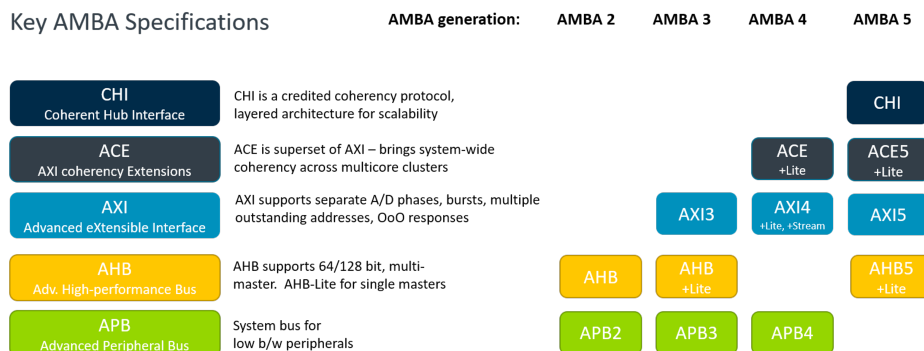 Key AMBA Specifications
AMBA generation: AMBA 2 AMBA 3 AMBA 4 AMBA 5
CHI
Coherent Hub Interface
CHI is a credited coherency protocol,
layered architecture for scalability
CHI
ACE
AXI coherency Extensions
ACE is superset of AXI – brings system-wide
coherency across multicore clusters
ACE
+Lite
ACE5
+Lite
AXI
Advanced eXtensible Interface
AXI supports separate A/D phases, bursts, multiple
outstanding addresses, OoO responses
AXI3
AXI4
+Lite, +Stream
AXI5
AHB
Adv. High-performance Bus
AHB supports 64/128 bit, multi-
master. AHB-Lite for single masters
AHB
AHB
+Lite
AHB5
+Lite
APB
Advanced Peripheral Bus
System bus for
low b/w peripherals
APB2
APB3
APB4